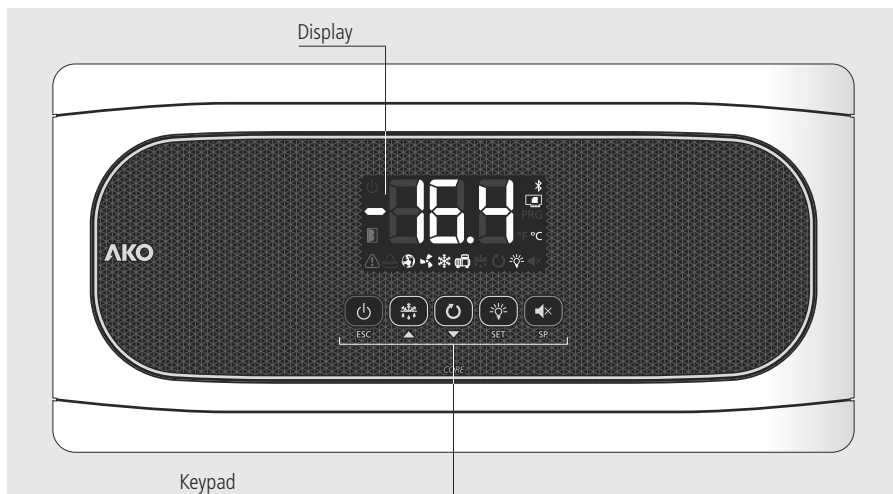 Display
-16.4
PRG
°F °C
AKO
ESC
SET
SP
CORE
Keypad